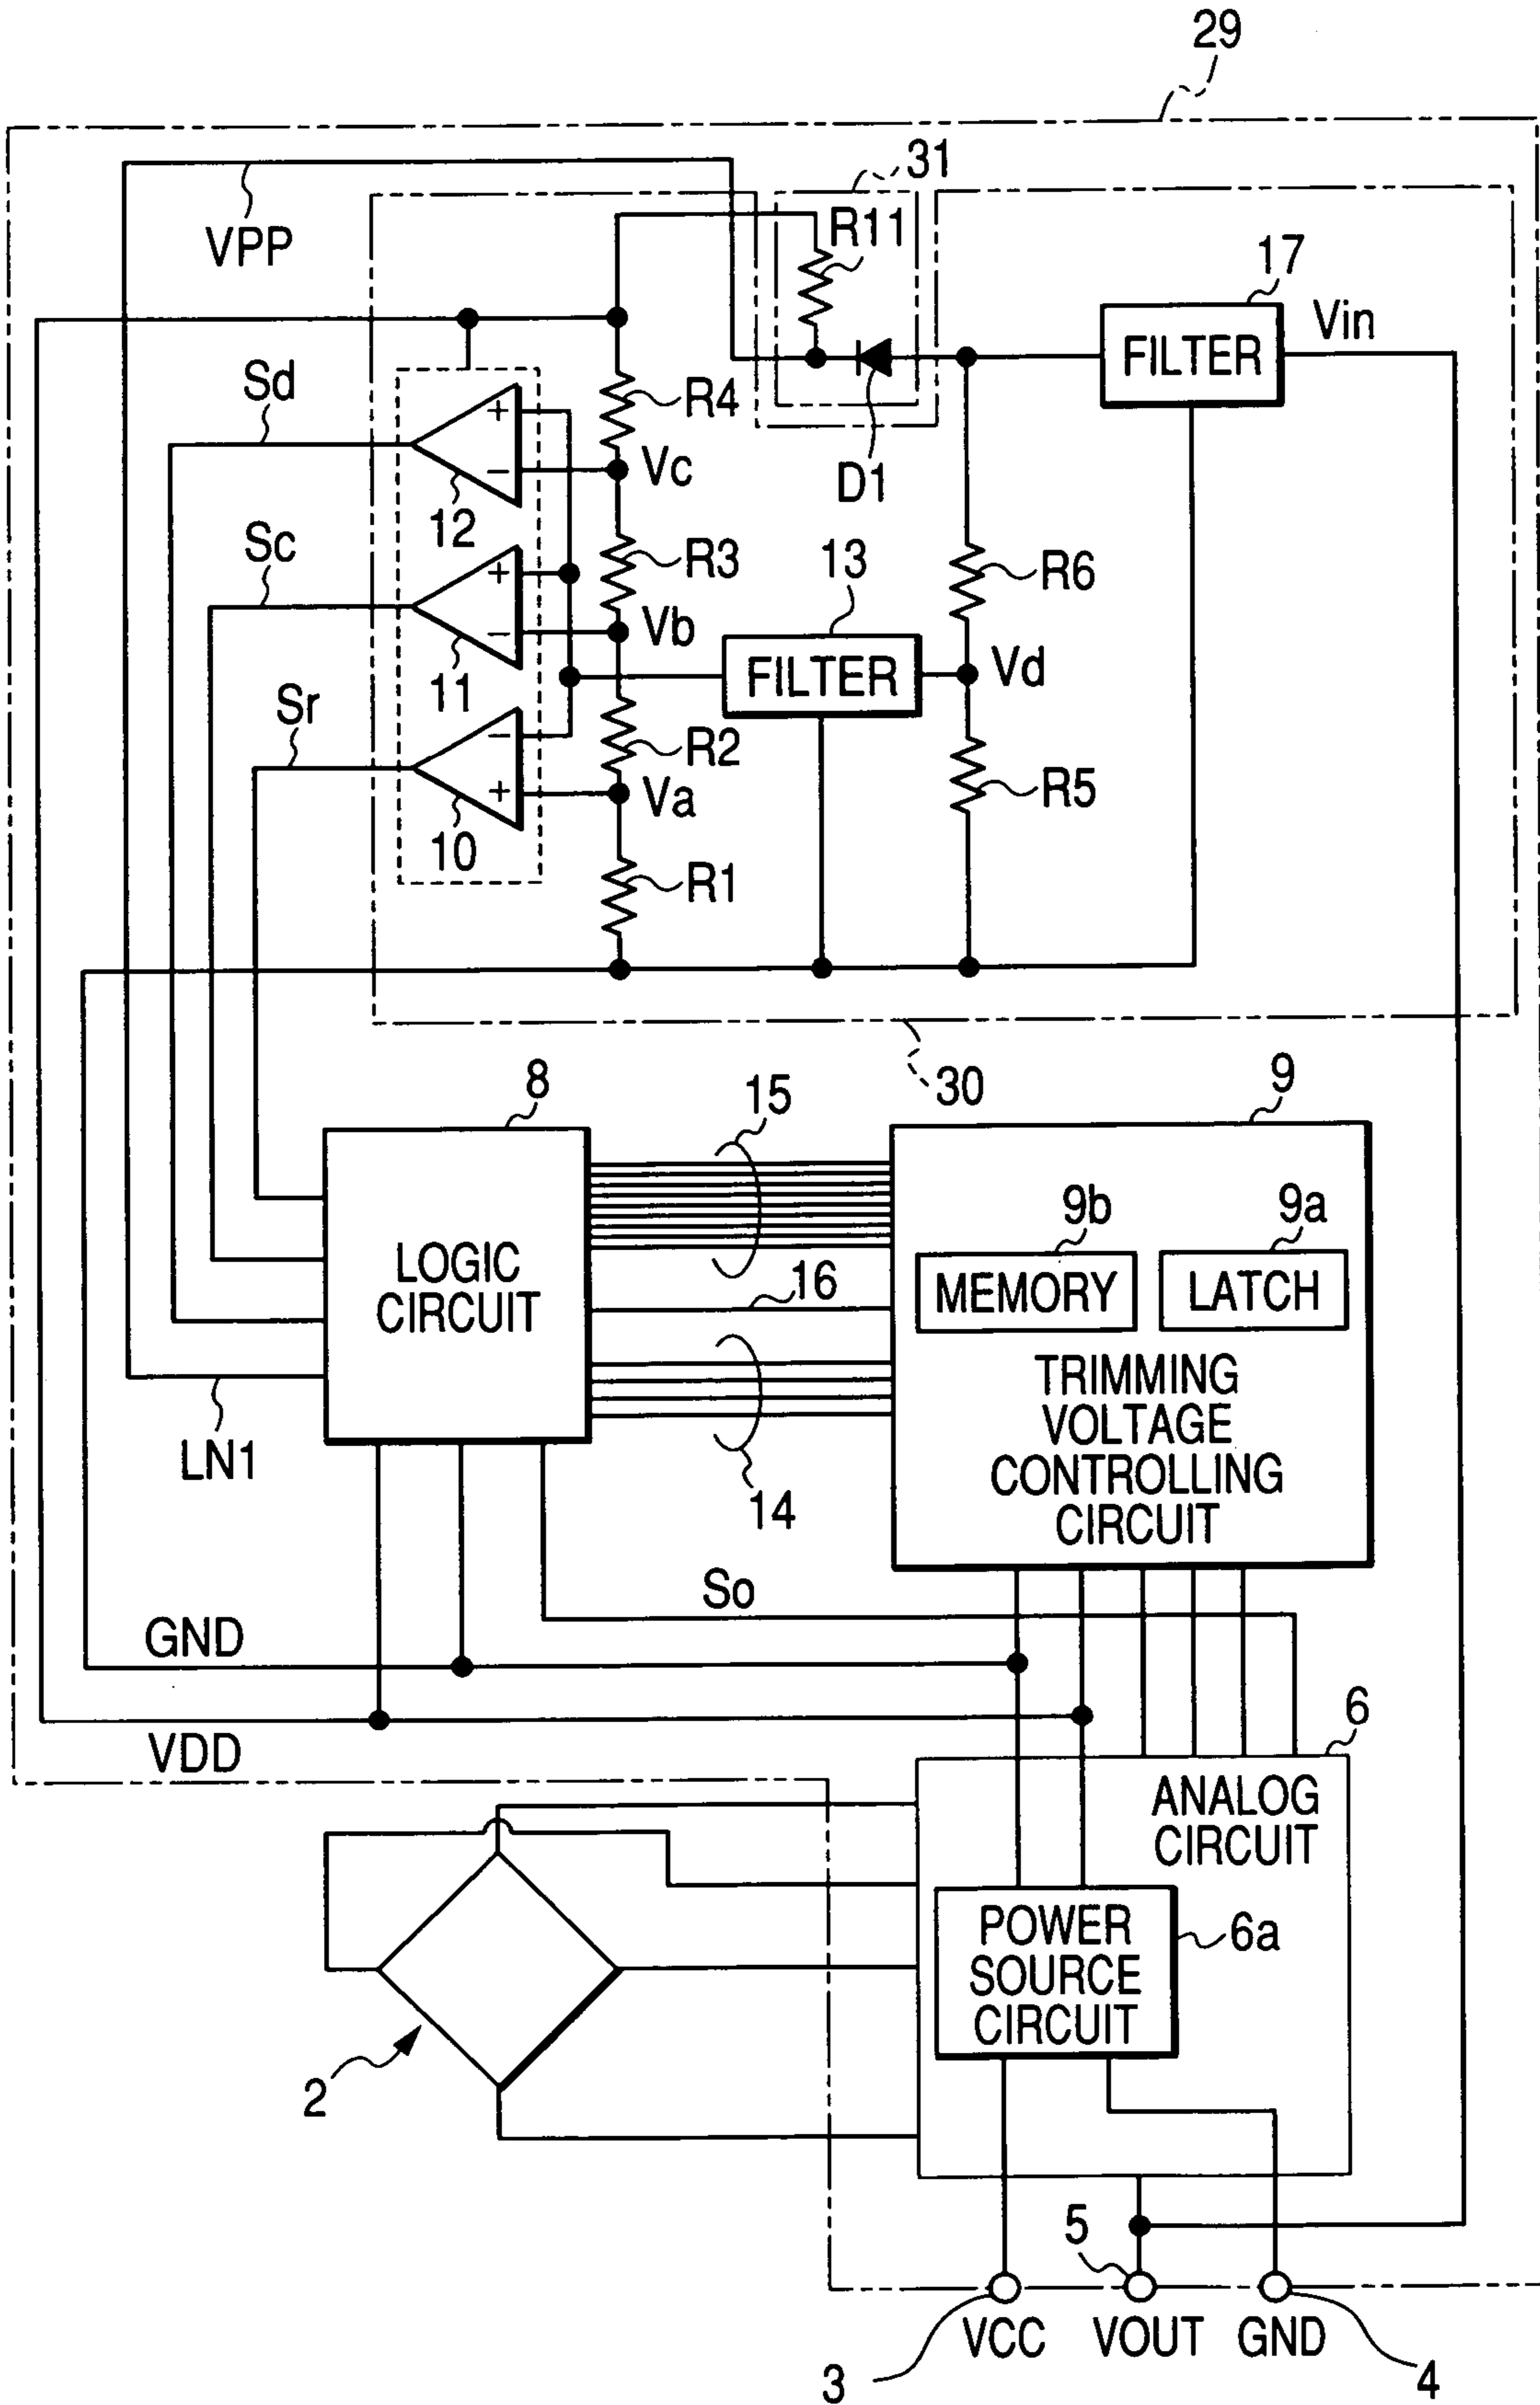 29
31
R11
VPP
17
Vin
FILTER
Sd
+
R4
−
Vc
D1
12
Sc
+
R3
13
R6
−
Vb
11
FILTER
Vd
Sr
−
R2
R5
+
Va
10
R1
30
8
15
9
9b
9a
LOGIC
CIRCUIT
16
MEMORY
LATCH
TRIMMING
VOLTAGE
CONTROLLING
CIRCUIT
LN1
14
So
GND
VDD
6
ANALOG
CIRCUIT
POWER
SOURCE
CIRCUIT
6a
2
5
VCC
VOUT
GND
3
4